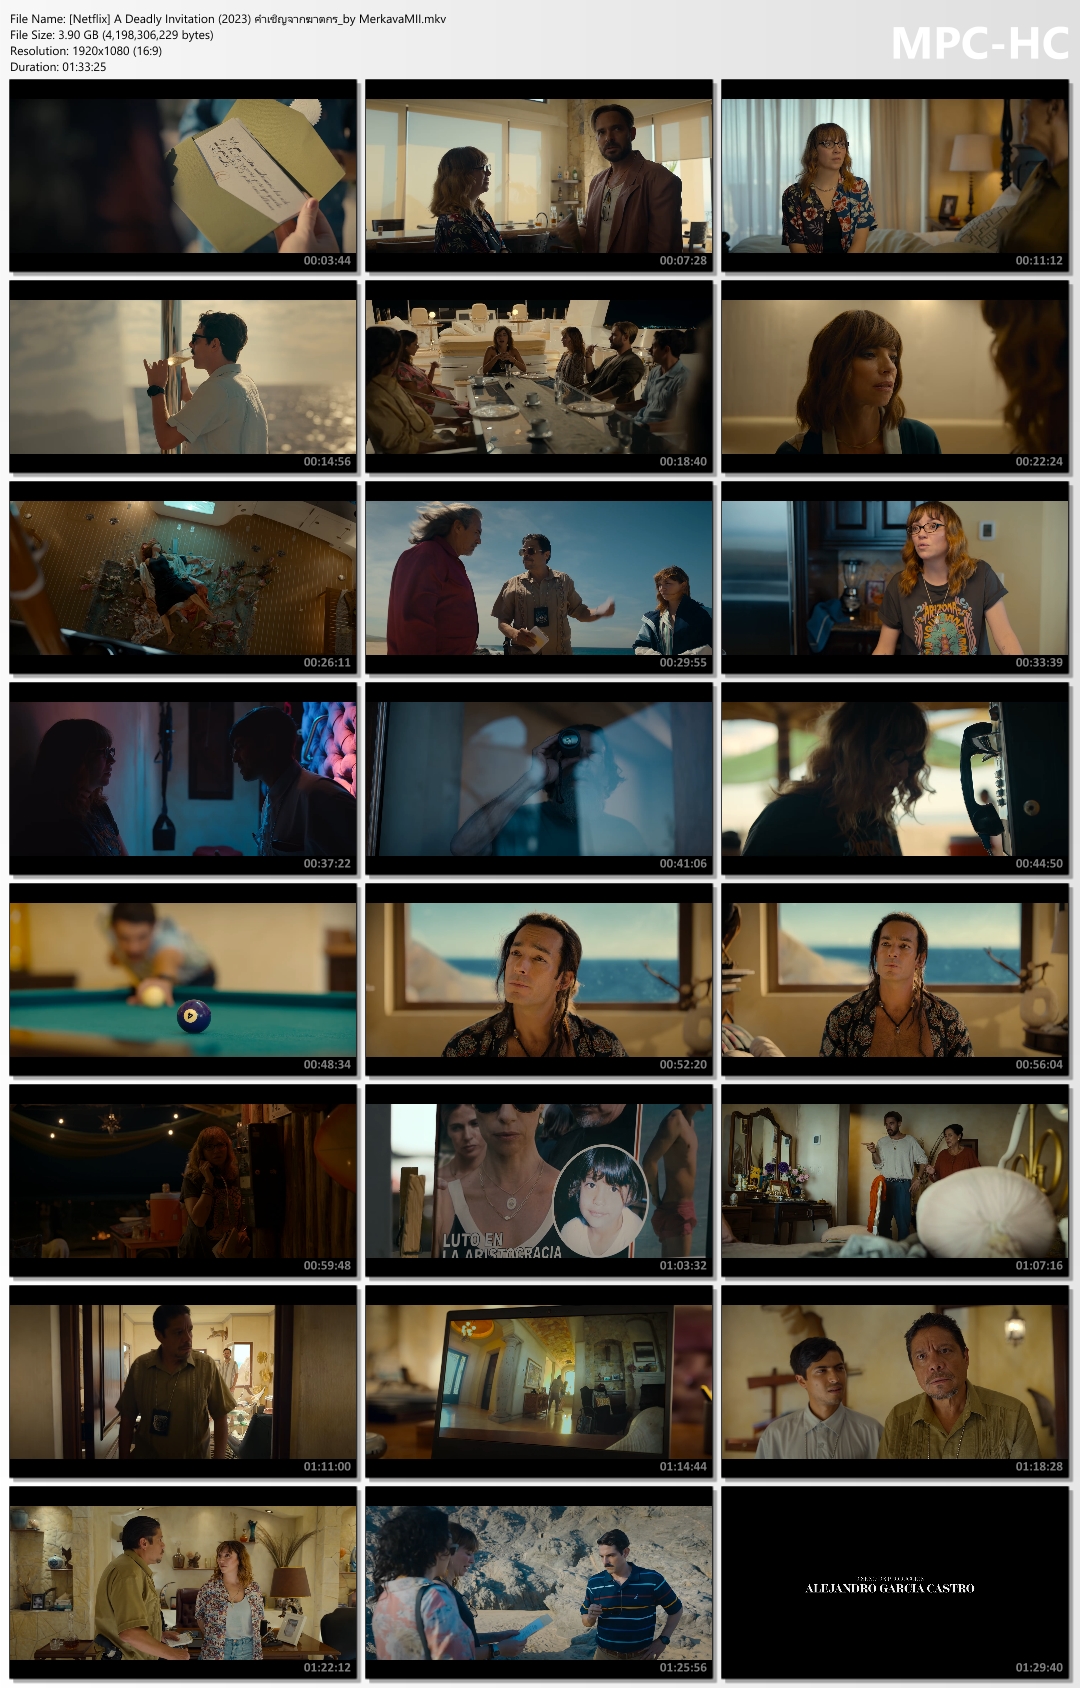 File Name: [Netflix] A Deadly Invitation (2023) คำเชิญจากฆาตกร_by MerkavaMII.mkv
File Size: 3.90 GB (4,198,306,229 bytes)
Resolution: 1920x1080 (16:9)
Duration: 01:33:25
MPC-HC
00:03:44
00:07:28
00:11:12
00:14:56
00:18:40
00:22:24
00:26:11
00:29:55
ARIZONA
00:33:39
00:37:22
00:41:06
00:44:50
4
00:48:34
00:52:20
00:56:04
00:59:48
LUTO EN
LA ARISTOCRACIA
01:03:32
01:07:16
01:11:00
01:14:44
01:18:28
01:22:12
01:25:56
ALEJANDRO GARCIA CASTRO
01:29:40